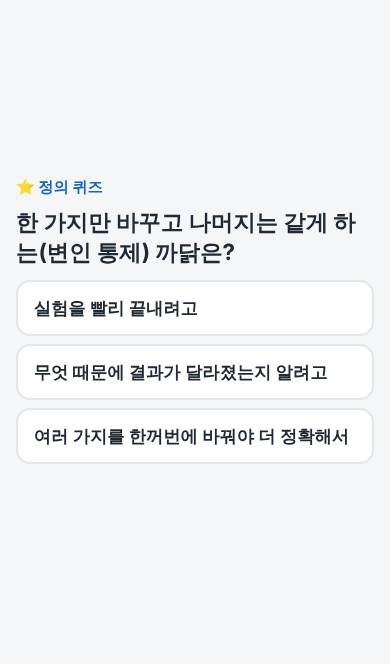 ⭐ 정의 퀴즈
한 가지만 바꾸고 나머지는 같게 하
는(변인 통제) 까닭은?
실험을 빨리 끝내려고
무엇 때문에 결과가 달라졌는지 알려고
여러 가지를 한꺼번에 바꿔야 더 정확해서